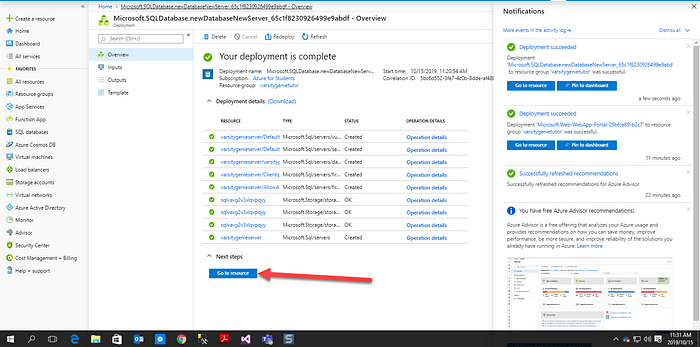 Create a resource
Home
Dashboard
All services
FAVORITES
All resources
Resource groups
App Services
Function App
SQL databases
Azure Cosmos DB
Virtual machines
Load balancers
Storage accounts
Virtual networks
Azure Active Directory
Monitor
Advisor
Security Center
Cost Management + Billing
Help + support
Home > Microsoft.SQLDatabase.newDatabaseNewServer_65c1f8230926499e9abdf - Overview
Microsoft.SQLDatabase.newDatabaseNewServer_65c1f8230926499e9abdf - Overview
Deployment
Search (Ctrl+/)
Overview
Inputs
Outputs
Template
Delete Cancel Redeploy Refresh
Your deployment is complete
Deployment name: Microsoft.SQLDatabase.newDatabaseNewServ...
Subscription: Azure for Students
Resource group: varsitygenietutor
Start time: 10/15/2019, 11:20:54 AM
Correlation ID:
Deployment details (Download)
RESOURCE TYPE STATUS OPERATION DETAILS
varsitygenieserver/Default Microsoft.Sql/servers/vu... Created Operation details
varsitygenieserver/Default Microsoft.Sql/servers/se... Created Operation details
varsitygenieserver/varsity Microsoft.Sql/servers/da... Created Operation details
varsitygenieserver/ClientIp Microsoft.Sql/servers/fir... Created Operation details
varsitygenieserver/AllowA Microsoft.Sql/servers/fir... Created Operation details
sqlvavg2v3xlqypqyy Microsoft.Storage/stora... OK Operation details
sqlvavg2v3xlqypqyy Microsoft.Storage/stora... OK Operation details
sqlvavg2v3xlqypqyy Microsoft.Storage/stora... OK Operation details
varsitygenieserver Microsoft.Sql/servers Created Operation details
Next steps
Go to resource
Notifications
More events in the activity log → Dismiss all
Deployment succeeded
Deployment
'Microsoft.SQLDatabase.newDatabaseNewServer_65c1f8230926499e9abd
to resource group 'varsitygenietutor' was successful.
Go to resource Pin to dashboard
a few seconds ago
Deployment succeeded
Deployment 'Microsoft.Web-WebApp-Portal-29bfce89-b2c7' to resource
group 'varsitygenietutor' was successful.
Go to resource Pin to dashboard
11 minutes ago
Successfully refreshed recommendations
Successfully refreshed recommendations for Azure Advisor
22 minutes ago
You have free Azure Advisor recommendations!
Azure Advisor is a free offering that analyzes your Azure usage and
provides recommendations on how you can save money, improve
performance, be more secure, and improve reliability of the solutions you
already have running in Azure. Learn more
11:31 AM
2019/10/15